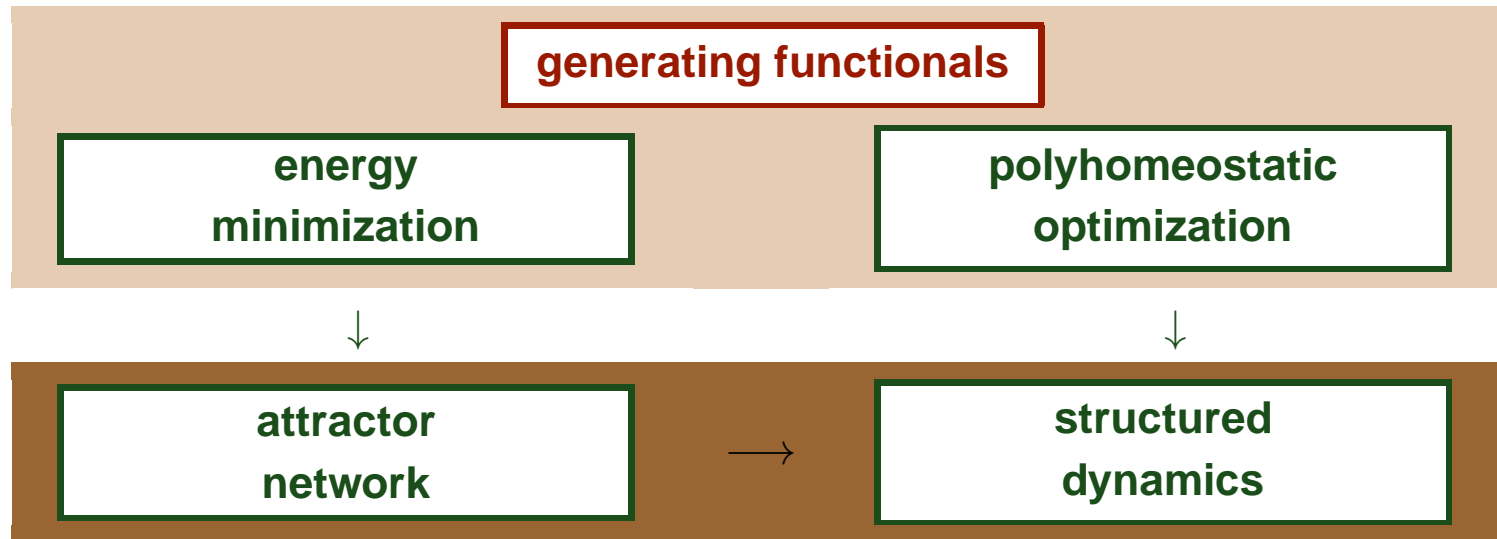 generating functionals
energy
minimization
polyhomeostatic
optimization
↓
↓
attractor
network
→
structured
dynamics